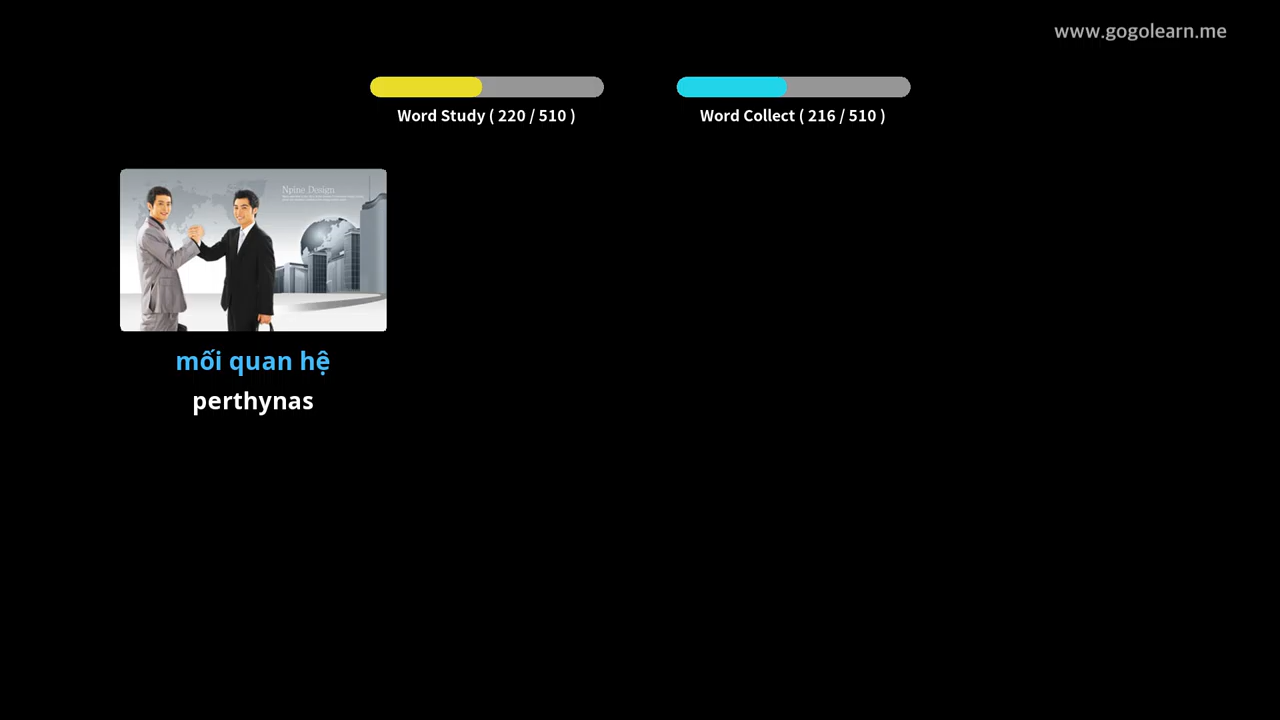 www.gogolearn.me
Word Study ( 220 / 510 )
Word Collect ( 216 / 510 )
Npine Design
mối quan hệ
perthynas